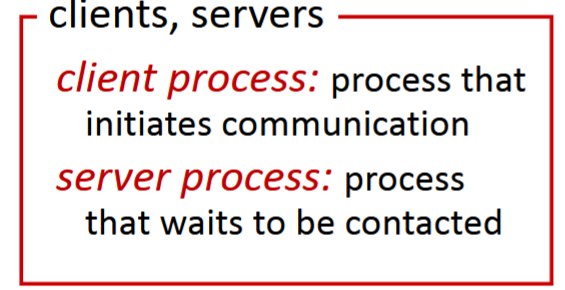 clients, servers
client process: process that
initiates communication
server process: process
that waits to be contacted